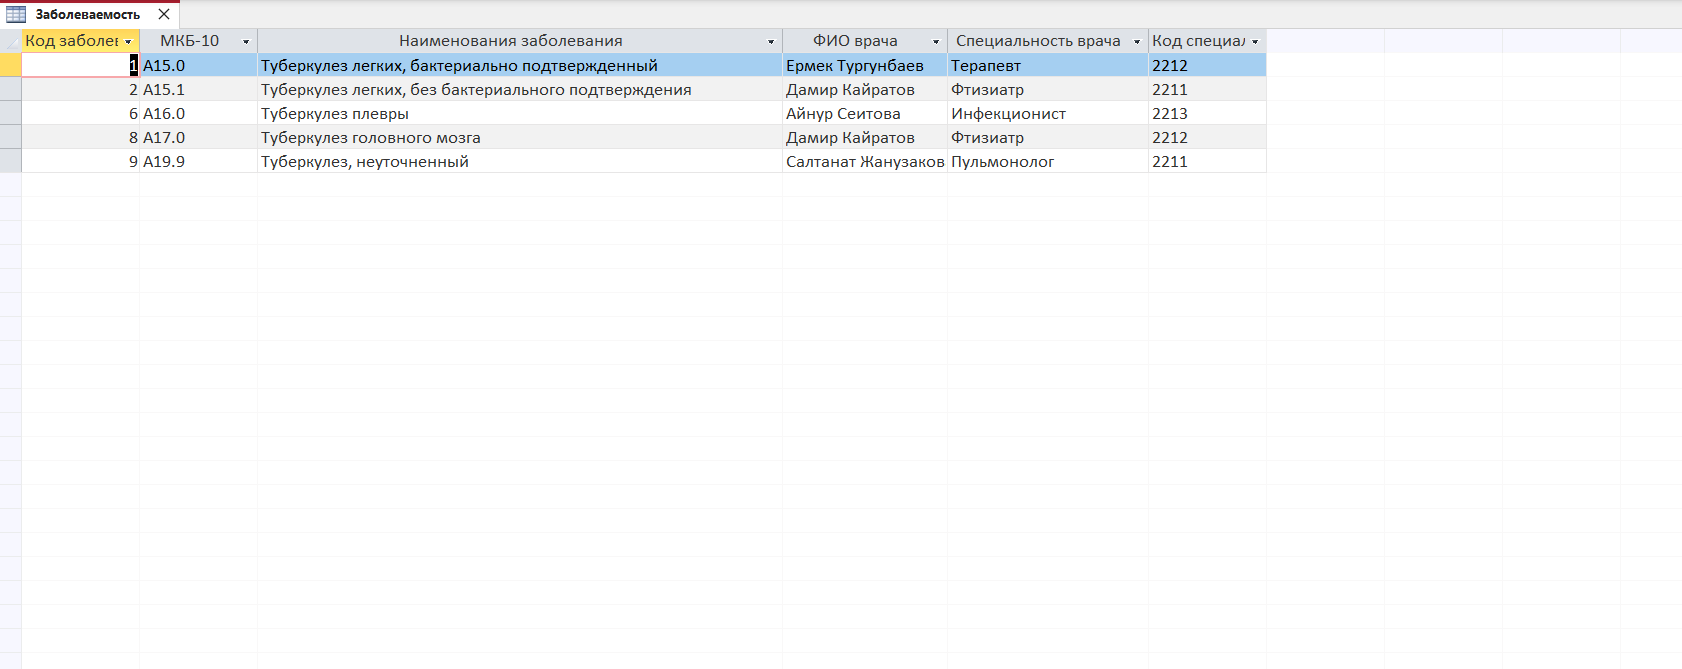 Заболеваемость
Код заболев МКБ-10 Наименования заболевания ФИО врача Специальность врача Код специал
1 A15.0 Туберкулез легких, бактериально подтвержденный Ермек Тургунбаев Терапевт 2212
2 A15.1 Туберкулез легких, без бактериального подтверждения Дамир Кайратов Фтизиатр 2211
6 A16.0 Туберкулез плевры Айнур Сеитова Инфекционист 2213
8 A17.0 Туберкулез головного мозга Дамир Кайратов Фтизиатр 2212
9 A19.9 Туберкулез, неуточненный Салтанат Жанузаков Пульмонолог 2211